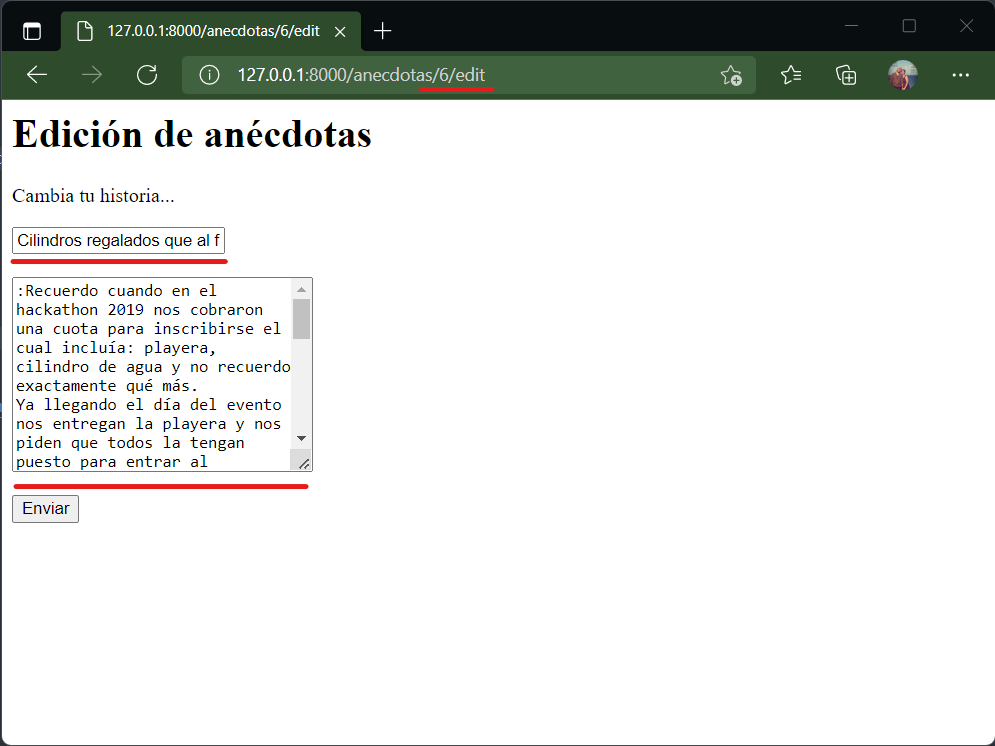 127.0.0.1:8000/anecdotas/6/edit
127.0.0.1:8000/anecdotas/6/edit
Edición de anécdotas
Cambia tu historia...
Cilindros regalados que al f
:Recuerdo cuando en el
hackathon 2019 nos cobraron
una cuota para inscribirse el
cual incluía: playera,
cilindro de agua y no recuerdo
exactamente qué más.
Ya llegando el día del evento
nos entregan la playera y nos
piden que todos la tengan
puesto para entrar al
Enviar